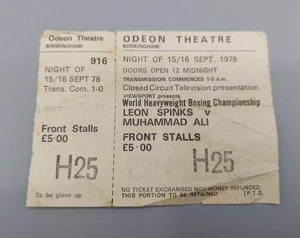 Odeon Theatre
BIRMINGHAM
916
NIGHT OF
15/16 SEPT 78
Trans. Com. 1-0
Front Stalls
£5·00
H25
To be given up
ODEON THEATRE
BIRMINGHAM
NIGHT OF 15/16 SEPT. 1978
DOORS OPEN 12 MIDNIGHT
TRANSMISSION COMMENCES 1-0 a.m.
Closed Circuit Television presentation
VIEWSPORT presents
World Heavyweight Boxing Championship
LEON SPINKS v
MUHAMMAD ALI
FRONT STALLS
£5·00
H25
NO TICKET EXCHANGED NOR MONEY REFUNDED
THIS PORTION TO BE RETAINED [P.T.O.